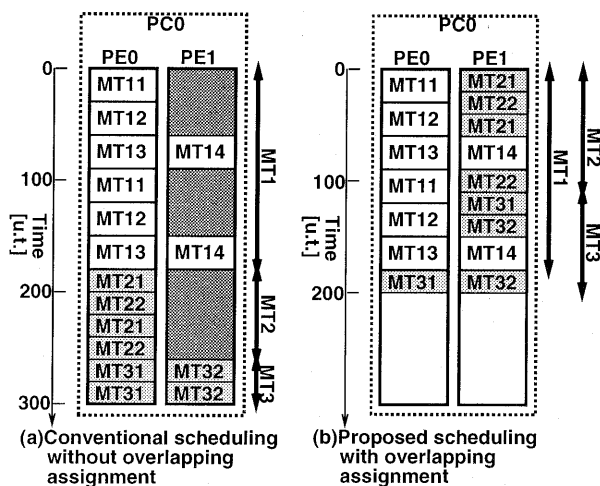 PC0
PE0 PE1
0
MT11
MT12
MT13 MT14
100
MT11
MT12
MT13 MT14
MT21
200
MT22
MT21
MT22
MT31 MT32
MT31 MT32
300
Time
[u.t.]
MT1
MT2
MT3
(a)Conventional scheduling
without overlapping
assignment
PC0
PE0 PE1
0
MT11 MT21
MT22
MT12 MT21
MT13 MT14
100
MT11 MT22
MT31
MT12 MT32
MT13 MT14
MT31 MT32
200
Time
[u.t.]
MT1
MT2
MT3
(b)Proposed scheduling
with overlapping
assignment